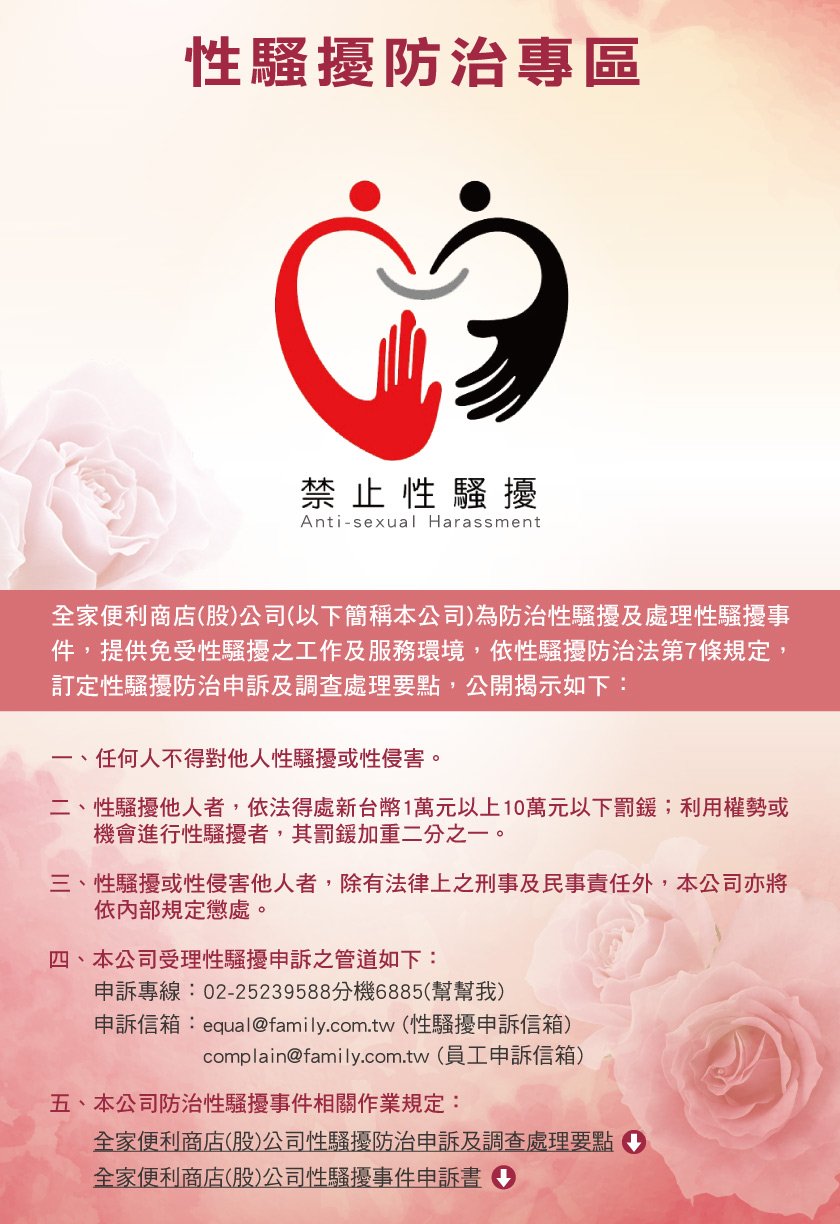 性騷擾防治專區
禁止性騷擾
Anti-sexual Harassment
全家便利商店(股)公司(以下簡稱本公司)為防治性騷擾及處理性騷擾事
件，提供免受性騷擾之工作及服務環境，依性騷擾防治法第7條規定，
訂定性騷擾防治申訴及調查處理要點，公開揭示如下：
一、任何人不得對他人性騷擾或性侵害。
二、性騷擾他人者，依法得處新台幣1萬元以上10萬元以下罰鍰；利用權勢或
機會進行性騷擾者，其罰鍰加重二分之一。
三、性騷擾或性侵害他人者，除有法律上之刑事及民事責任外，本公司亦將
依內部規定懲處。
四、本公司受理性騷擾申訴之管道如下：
申訴專線：02-25239588分機6885(幫幫我)
申訴信箱：equal@family.com.tw (性騷擾申訴信箱)
complain@family.com.tw (員工申訴信箱)
五、本公司防治性騷擾事件相關作業規定：
全家便利商店(股)公司性騷擾防治申訴及調查處理要點
全家便利商店(股)公司性騷擾事件申訴書